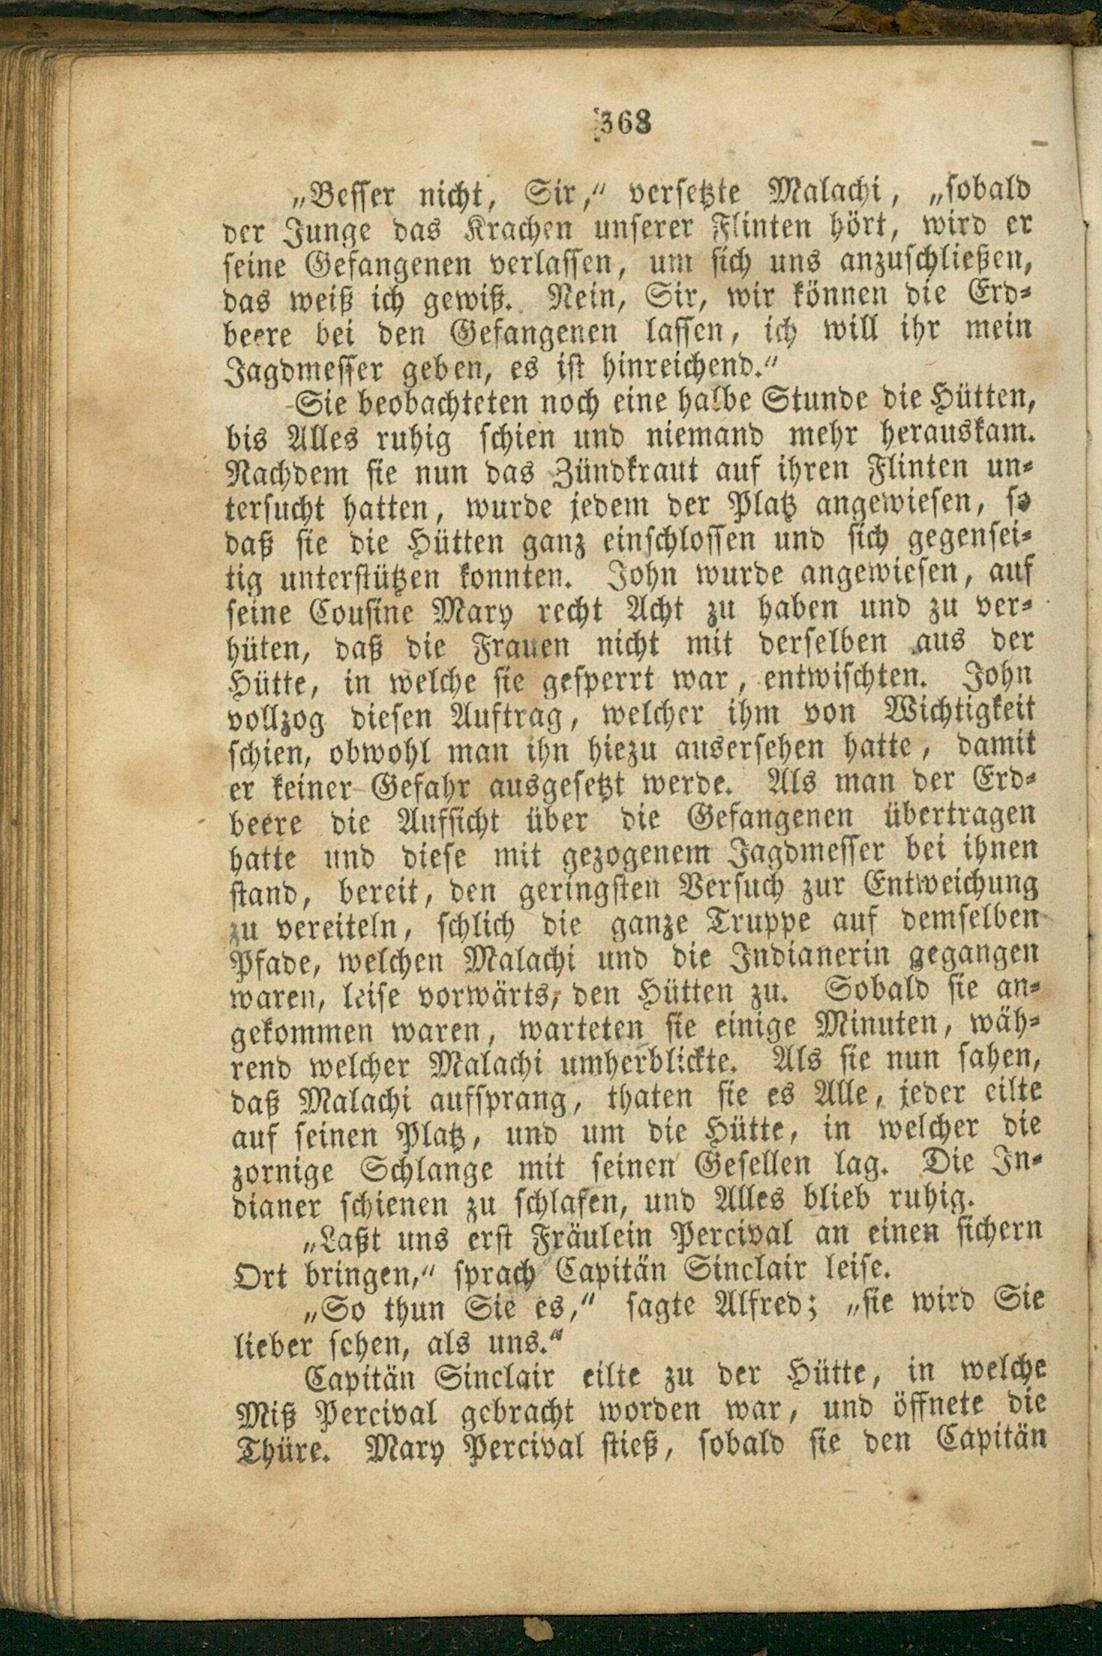 368
„Besser nicht, Sir,“ versetzte Malachi, „sobald
der Junge das Krachen unserer Flinten hört, wird er
seine Gefangenen verlassen, um sich uns anzuschließen,
das weiß ich gewiß. Nein, Sir, wir können die Erd-
beere bei den Gefangenen lassen, ich will ihr mein
Jagdmesser geben, es ist hinreichend.“
Sie beobachteten noch eine halbe Stunde die Hütten,
bis Alles ruhig schien und niemand mehr herauskam.
Nachdem sie nun das Zündkraut auf ihren Flinten un-
tersucht hatten, wurde jedem der Platz angewiesen, so
daß sie die Hütten ganz einschlossen und sich gegensei-
tig unterstützen konnten. John wurde angewiesen, auf
seine Cousine Mary recht Acht zu haben und zu ver-
hüten, daß die Frauen nicht mit derselben aus der
Hütte, in welche sie gesperrt war, entwischten. John
vollzog diesen Auftrag, welcher ihm von Wichtigkeit
schien, obwohl man ihn hiezu ausersehen hatte, damit
er keiner Gefahr ausgesetzt werde. Als man der Erd-
beere die Aufsicht über die Gefangenen übertragen
hatte und diese mit gezogenem Jagdmesser bei ihnen
stand, bereit, den geringsten Versuch zur Entweichung
zu vereiteln, schlich die ganze Truppe auf demselben
Pfade, welchen Malachi und die Indianerin gegangen
waren, leise vorwärts, den Hütten zu. Sobald sie an-
gekommen waren, warteten sie einige Minuten, wäh-
rend welcher Malachi umherblickte. Als sie nun sahen,
daß Malachi aufsprang, thaten sie es Alle, jeder eilte
auf seinen Platz, und um die Hütte, in welcher die
zornige Schlange mit seinen Gesellen lag. Die In-
dianer schienen zu schlafen, und Alles blieb ruhig.
„Laßt uns erst Fräulein Percival an einen sichern
Ort bringen,“ sprach Capitän Sinclair leise.
„So thun Sie es,“ sagte Alfred; „sie wird Sie
lieber sehen, als uns.“
Capitän Sinclair eilte zu der Hütte, in welche
Miß Percival gebracht worden war, und öffnete die
Thüre. Mary Percival stieß, sobald sie den Capitän